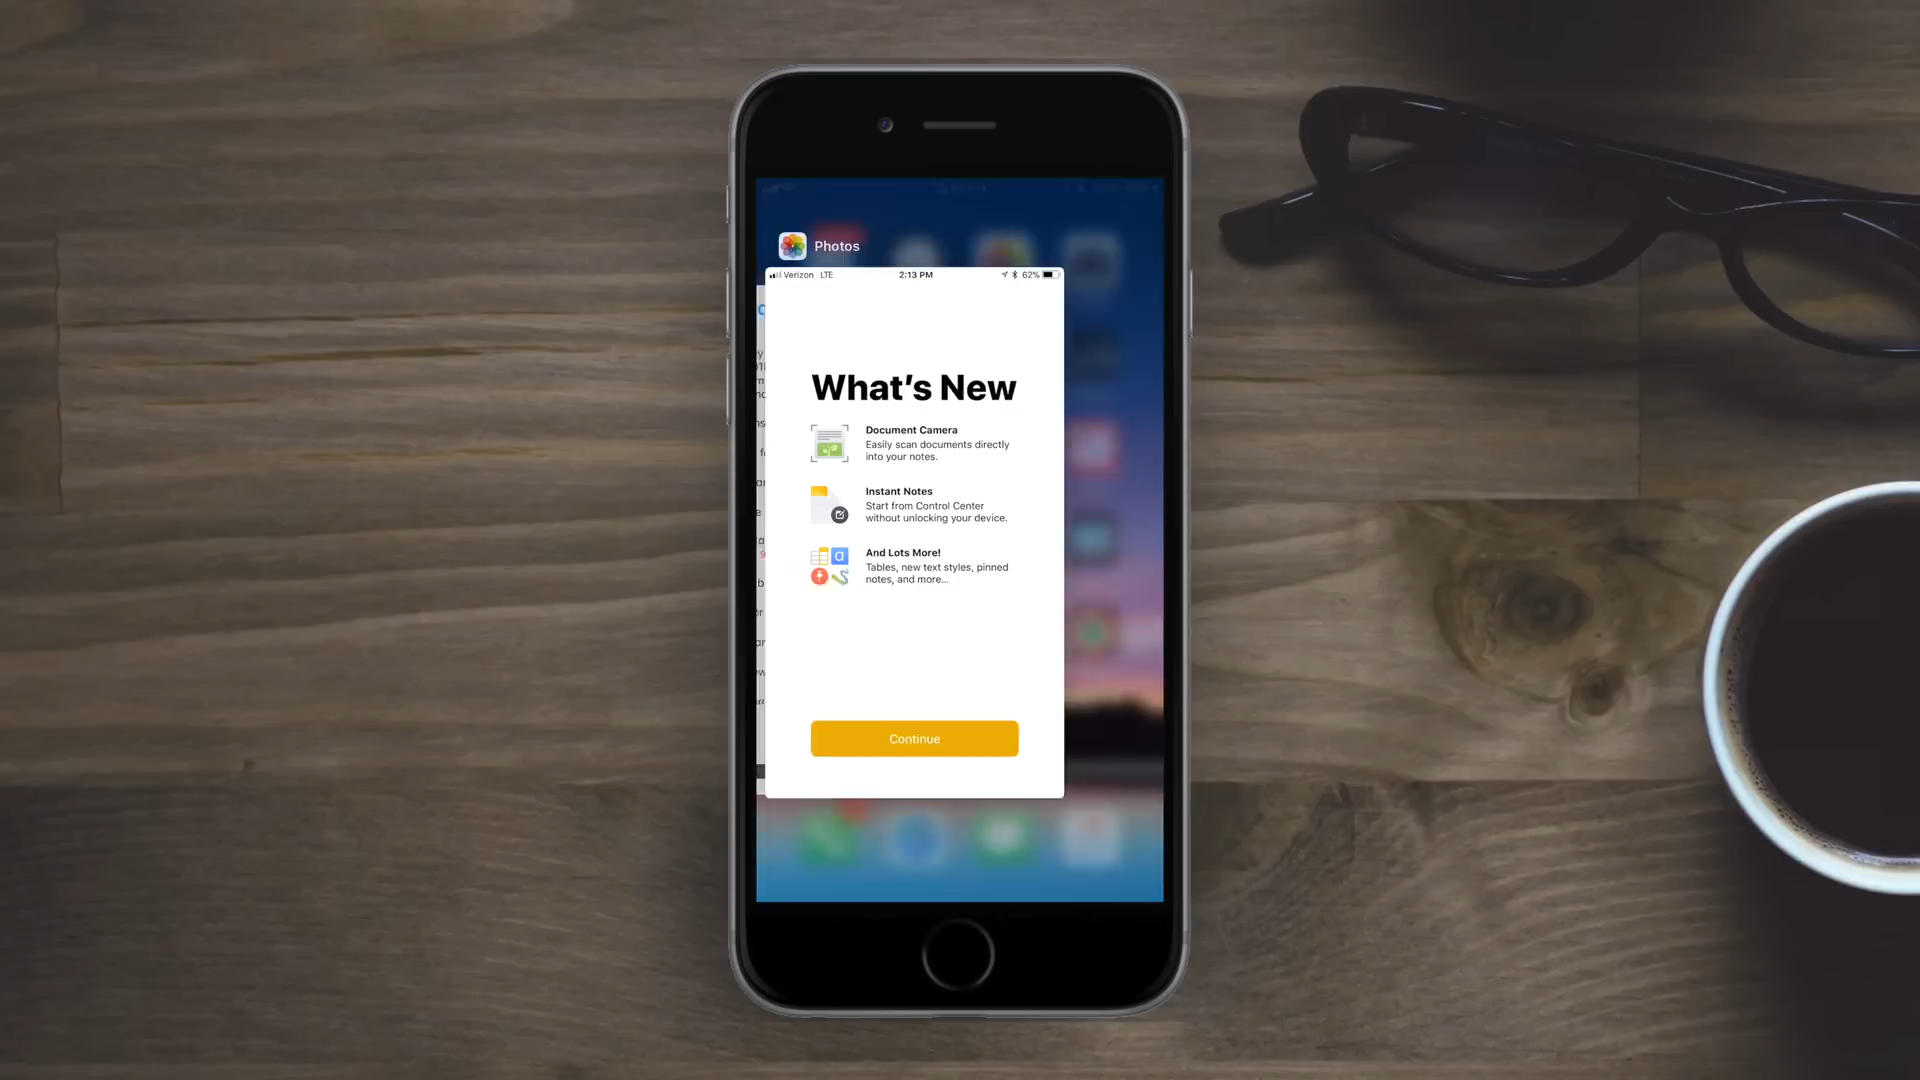 Photos
Verizon LTE 2:13 PM 62%
What's New
Document Camera
Easily scan documents directly
into your notes.
Instant Notes
Start from Control Center
without unlocking your device.
And Lots More!
Tables, new text styles, pinned
notes, and more...
Continue